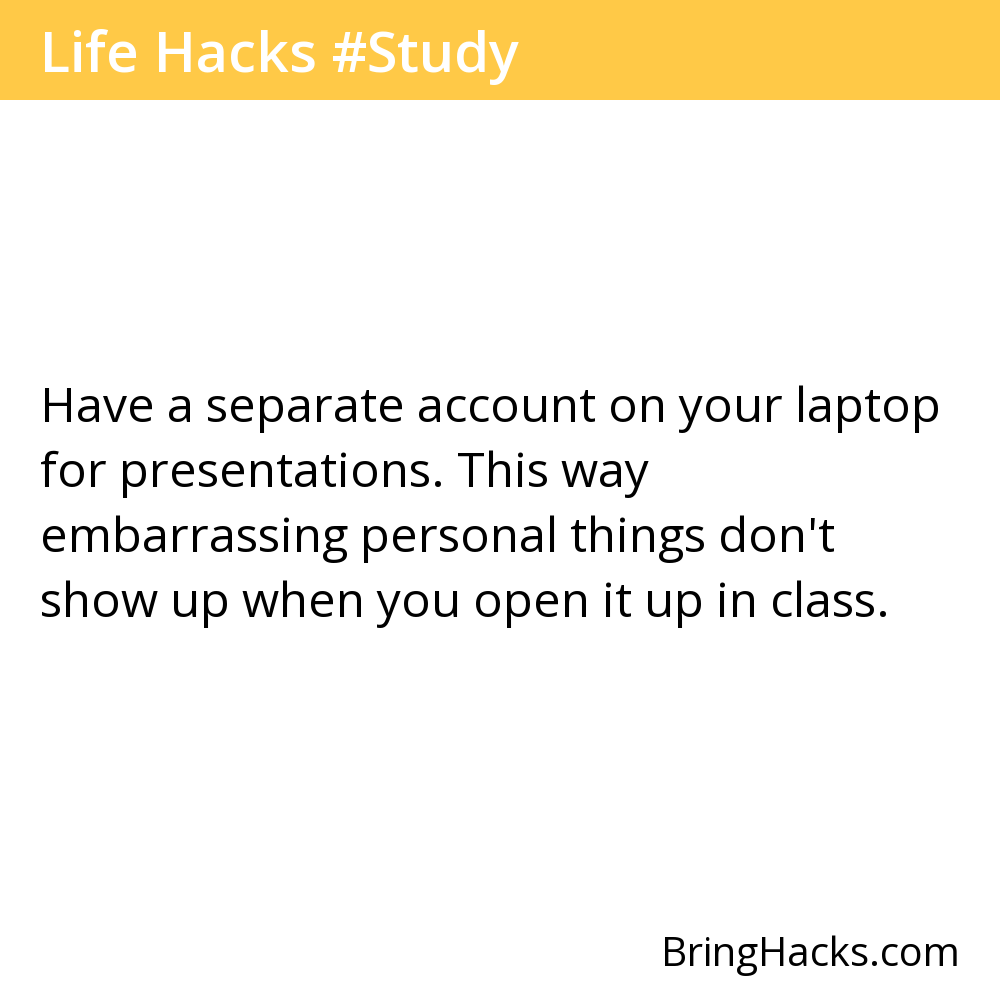 Life Hacks #Study
Have a separate account on your laptop
for presentations. This way
embarrassing personal things don't
show up when you open it up in class.
BringHacks.com